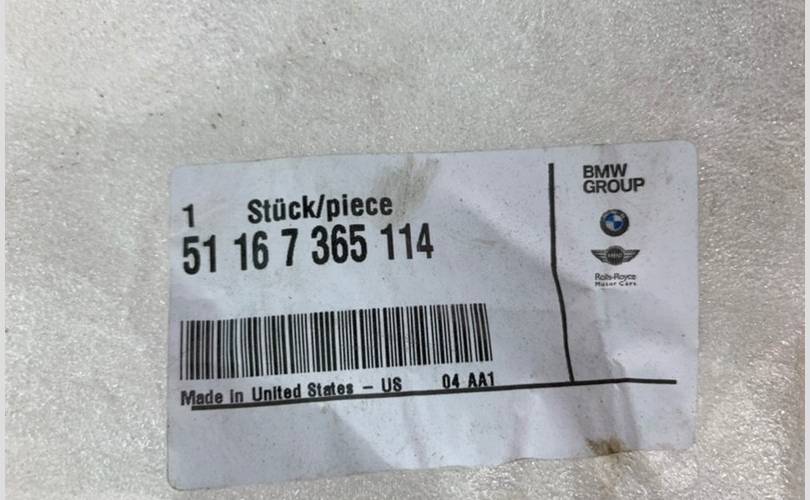 1 Stück/piece
51 16 7 365 114
Made in United States - US 04 AA1
BMW
GROUP
Rolls-Royce
Motor Cars